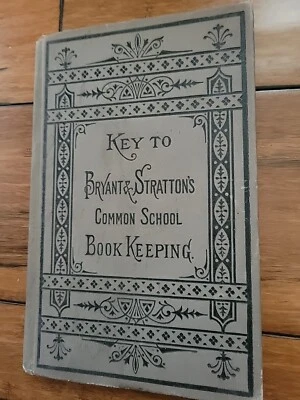 KEY TO
BRYANT & STRATTON'S
COMMON SCHOOL
BOOK KEEPING.